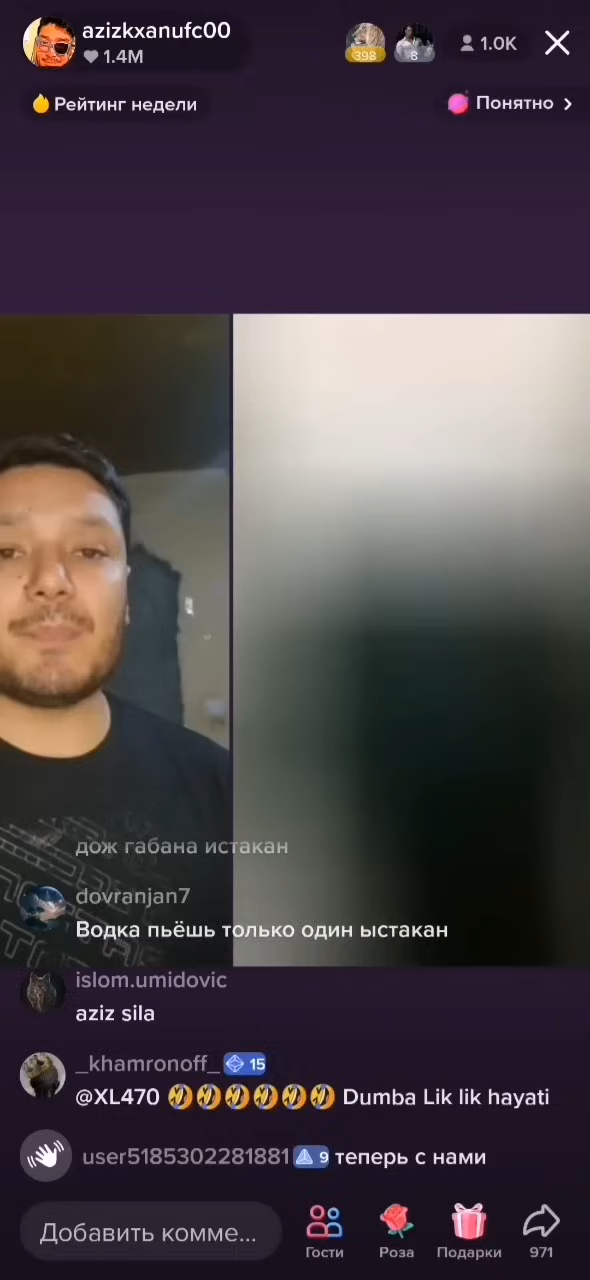 azizkxanufc00
1.4M
398
8
1.0K
Рейтинг недели
Понятно
дож габана истакан
dovranjan7
Водка пьёшь только один ыстакан
islom.umidovic
aziz sila
_khamronoff_ 15
@XL470 🤣🤣🤣🤣🤣🤣 Dumba Lik lik hayati
user5185302281881 9 теперь с нами
Добавить комме...
Гости
Роза
Подарки
971